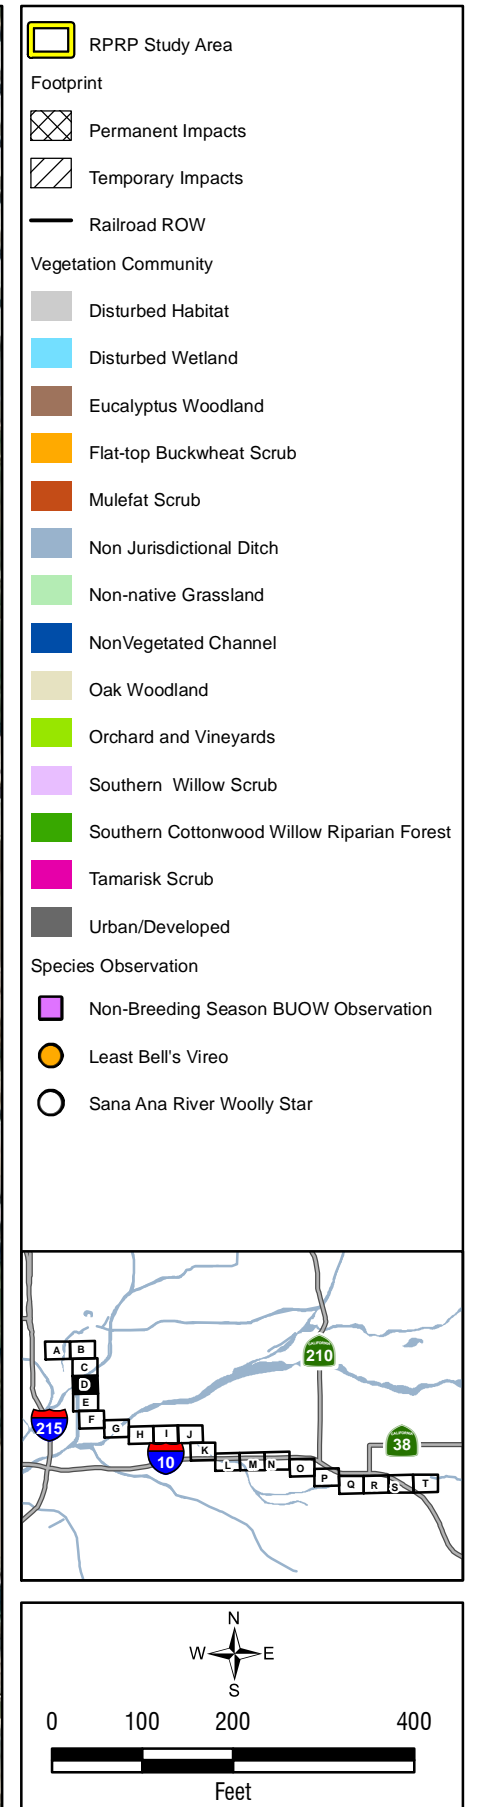 RPRP Study Area
Footprint
Permanent Impacts
Temporary Impacts
Railroad ROW
Vegetation Community
Disturbed Habitat
Disturbed Wetland
Eucalyptus Woodland
Flat-top Buckwheat Scrub
Mulefat Scrub
Non Jurisdictional Ditch
Non-native Grassland
NonVegetated Channel
Oak Woodland
Orchard and Vineyards
Southern  Willow Scrub
Southern Cottonwood Willow Riparian Forest
Tamarisk Scrub
Urban/Developed
Species Observation
Non-Breeding Season BUOW Observation
Least Bell's Vireo
Sana Ana River Woolly Star
A B
C
D
E
F
G
H I J
K
L M N
O
P
Q R S T
215
10
CALIFORNIA
210
CALIFORNIA
38
N
W E
S
0 100 200 400
Feet